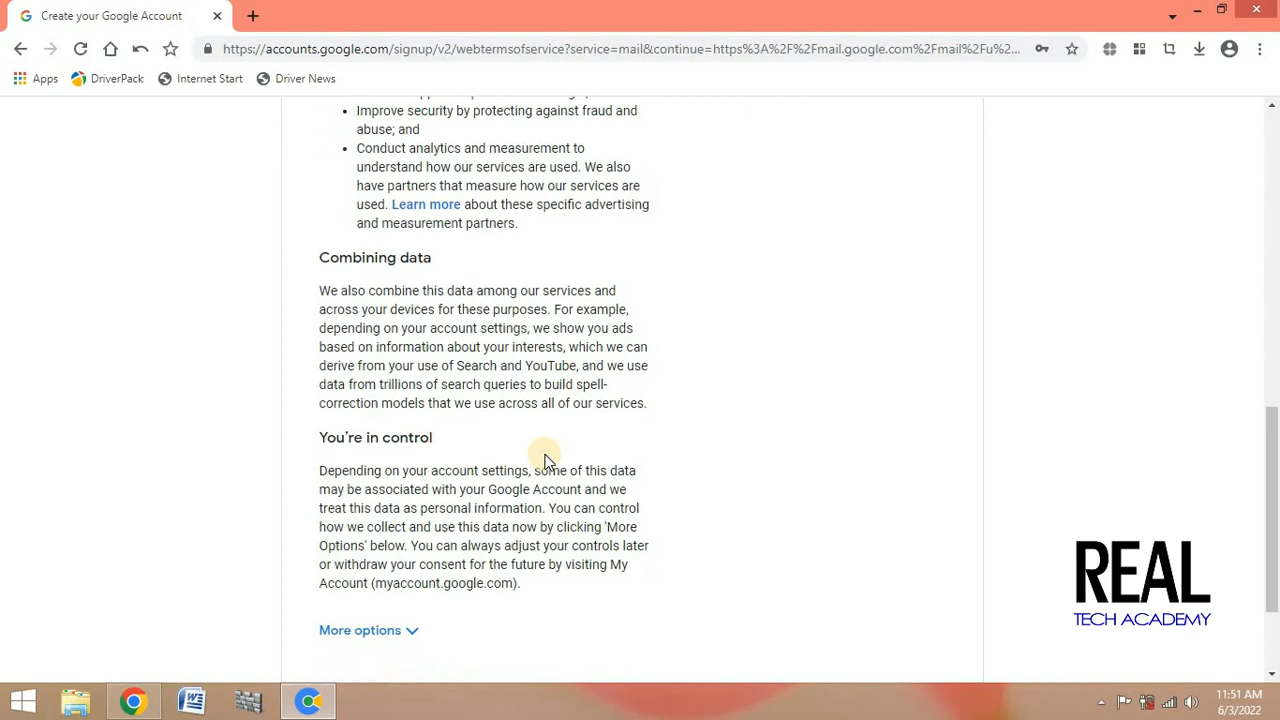 Create your Google Account
https://accounts.google.com/signup/v2/webtermsofservice?service=mail&continue=https%3A%2F%2Fmail.google.com%2Fmail%2Fu%2...
Apps DriverPack Internet Start Driver News
• Improve security by protecting against fraud and
abuse; and
• Conduct analytics and measurement to
understand how our services are used. We also
have partners that measure how our services are
used. Learn more about these specific advertising
and measurement partners.
Combining data
We also combine this data among our services and
across your devices for these purposes. For example,
depending on your account settings, we show you ads
based on information about your interests, which we can
derive from your use of Search and YouTube, and we use
data from trillions of search queries to build spell-
correction models that we use across all of our services.
You're in control
Depending on your account settings, some of this data
may be associated with your Google Account and we
treat this data as personal information. You can control
how we collect and use this data now by clicking 'More
Options' below. You can always adjust your controls later
or withdraw your consent for the future by visiting My
Account (myaccount.google.com).
More options
REAL
TECH ACADEMY
11:51 AM
6/3/2022